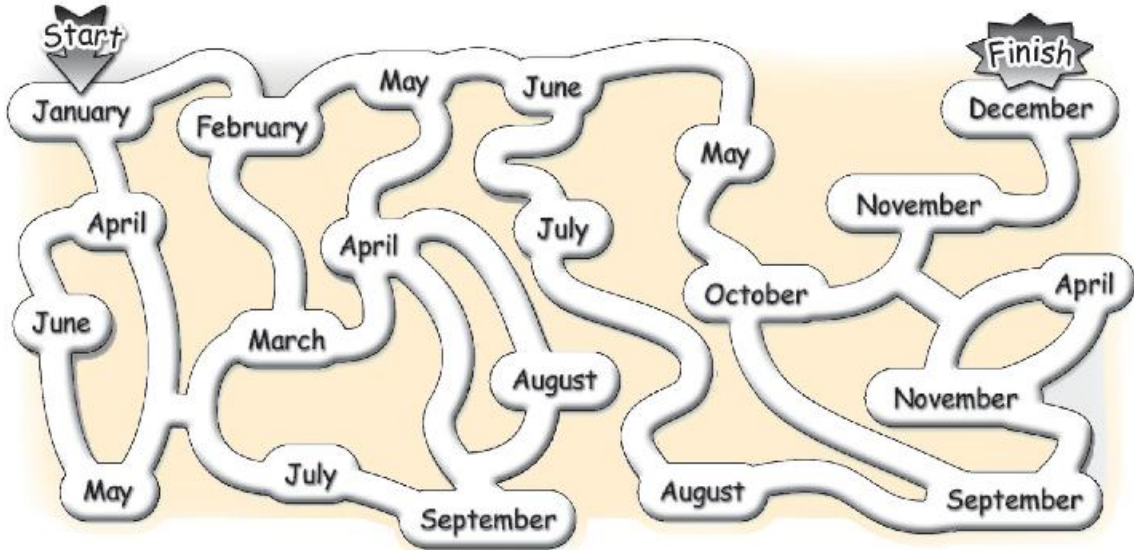 Start
Finish
January
February
May
June
December
May
November
April
April
July
October
April
June
March
August
November
May
July
September
August
September